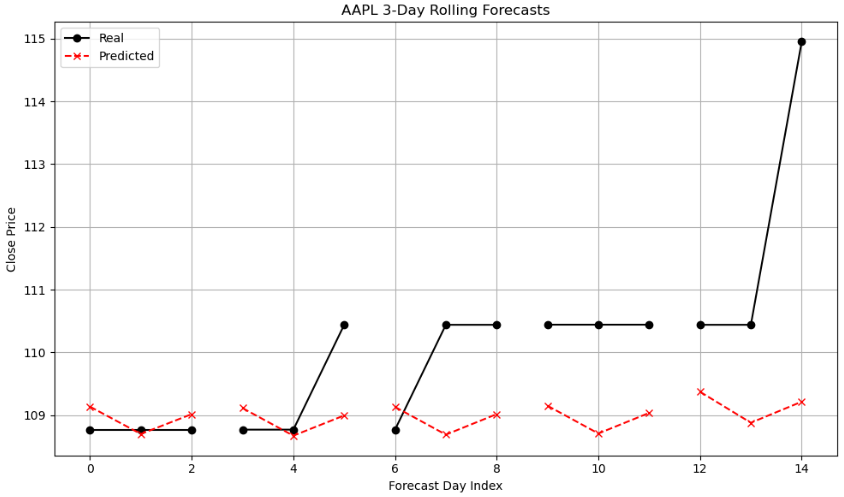 AAPL 3-Day Rolling Forecasts
Real
Predicted
115
114
113
112
111
110
109
Close Price
0 2 4 6 8 10 12 14
Forecast Day Index